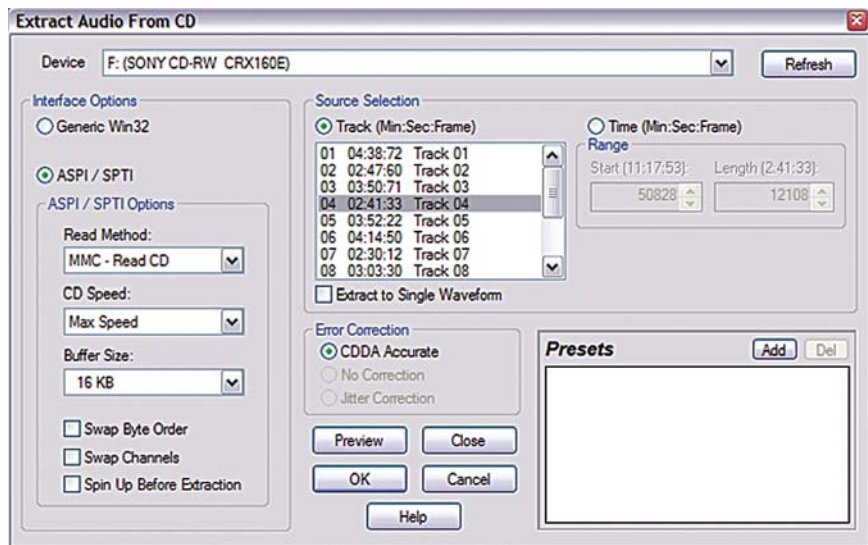 Extract Audio From CD
Device F: (SONY CD-RW CRX160E) Refresh
Interface Options
Generic Win32
ASPI / SPTI
ASPI / SPTI Options
Read Method:
MMC - Read CD
CD Speed:
Max Speed
Buffer Size:
16 KB
Swap Byte Order
Swap Channels
Spin Up Before Extraction
Source Selection
Track (Min:Sec:Frame)
01 04:38:72 Track 01
02 02:47:60 Track 02
03 03:50:71 Track 03
04 02:41:33 Track 04
05 03:52:22 Track 05
06 04:14:50 Track 06
07 02:30:12 Track 07
08 03:03:30 Track 08
Extract to Single Waveform
Time (Min:Sec:Frame)
Range
Start (11:17:53): Length (2:41:33):
50828 12108
Error Correction
CDDA Accurate
No Correction
Jitter Correction
Preview Close
OK Cancel
Help
Presets Add Del